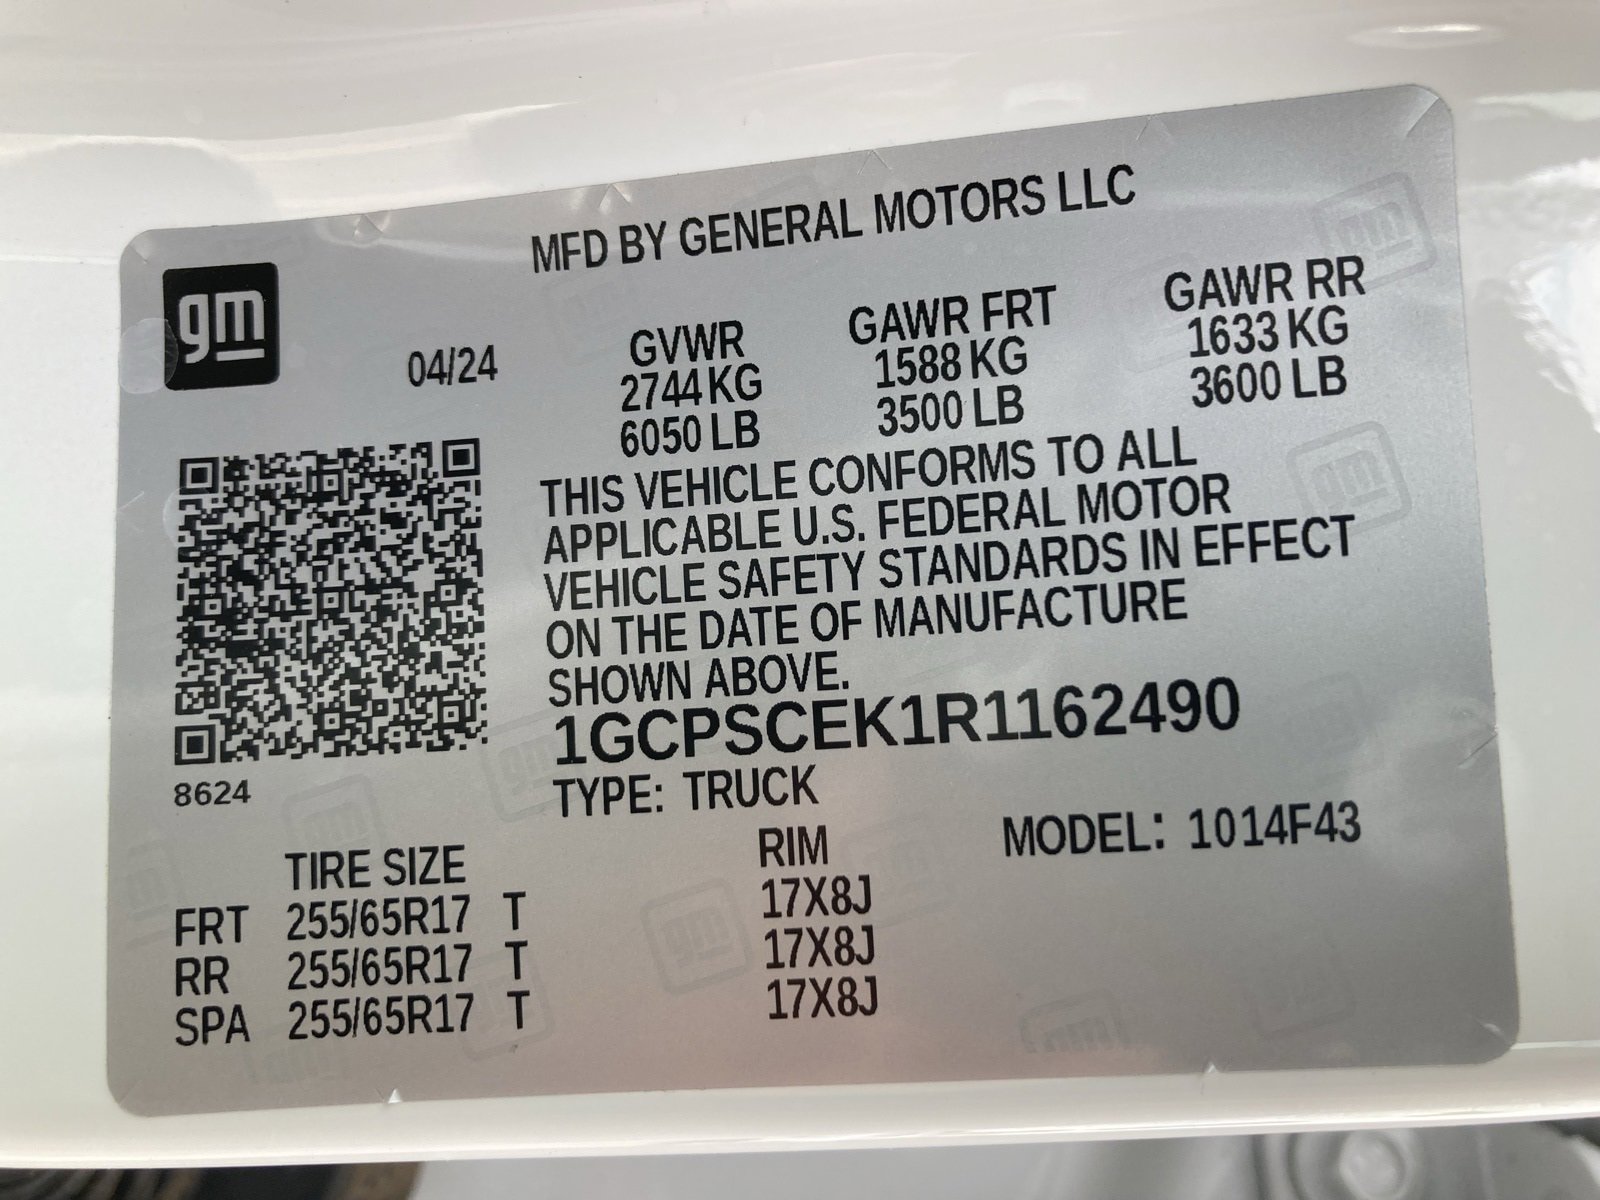 MFD BY GENERAL MOTORS LLC
gm
04/24
GVWR
2744 KG
6050 LB
GAWR FRT
1588 KG
3500 LB
GAWR RR
1633 KG
3600 LB
THIS VEHICLE CONFORMS TO ALL
APPLICABLE U.S. FEDERAL MOTOR
VEHICLE SAFETY STANDARDS IN EFFECT
ON THE DATE OF MANUFACTURE
SHOWN ABOVE.
1GCPSCEK1R1162490
8624
TYPE: TRUCK
MODEL: 1014F43
TIRE SIZE RIM
FRT 255/65R17 T 17X8J
RR 255/65R17 T 17X8J
SPA 255/65R17 T 17X8J